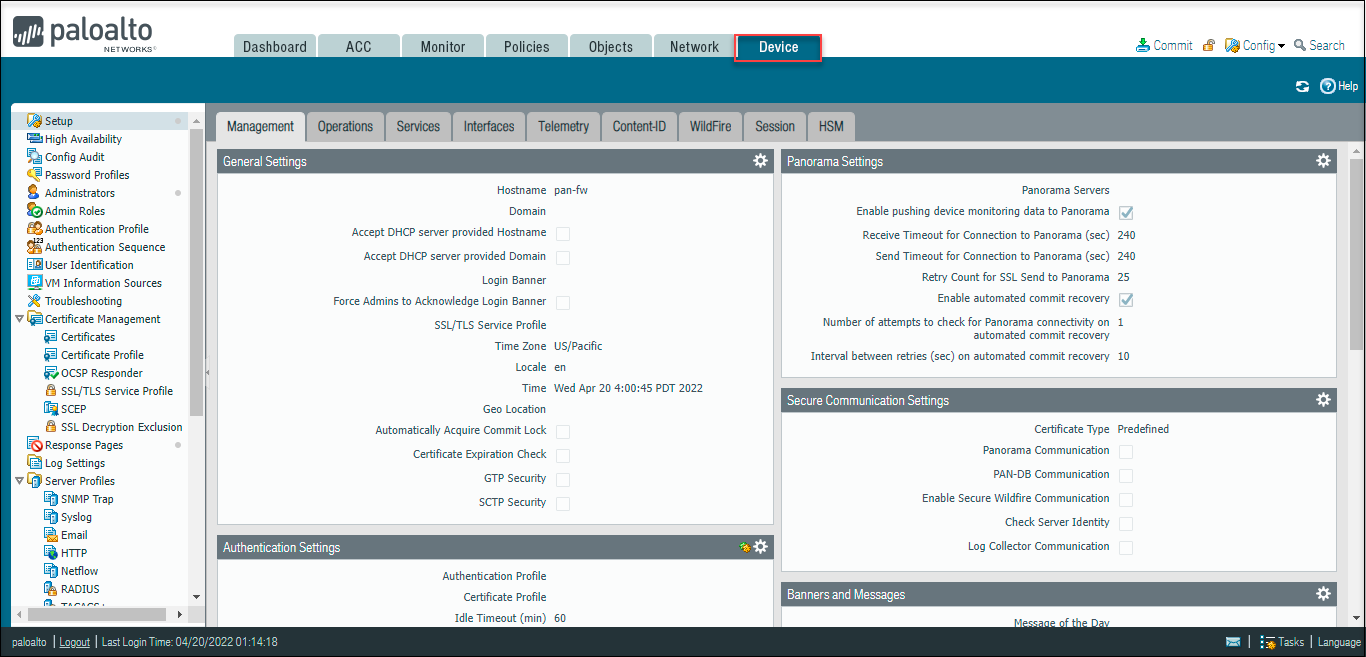 paloalto
NETWORKS®
Dashboard
ACC
Monitor
Policies
Objects
Network
Device
Commit
Config
Search
Help
Setup
High Availability
Config Audit
Password Profiles
Administrators
Admin Roles
Authentication Profile
Authentication Sequence
User Identification
VM Information Sources
Troubleshooting
Certificate Management
Certificates
Certificate Profile
OCSP Responder
SSL/TLS Service Profile
SCEP
SSL Decryption Exclusion
Response Pages
Log Settings
Server Profiles
SNMP Trap
Syslog
Email
HTTP
Netflow
RADIUS
Management
Operations
Services
Interfaces
Telemetry
Content-ID
WildFire
Session
HSM
General Settings
Hostname pan-fw
Domain
Accept DHCP server provided Hostname
Accept DHCP server provided Domain
Login Banner
Force Admins to Acknowledge Login Banner
SSL/TLS Service Profile
Time Zone US/Pacific
Locale en
Time Wed Apr 20 4:00:45 PDT 2022
Geo Location
Automatically Acquire Commit Lock
Certificate Expiration Check
GTP Security
SCTP Security
Authentication Settings
Authentication Profile
Certificate Profile
Idle Timeout (min) 60
Panorama Settings
Panorama Servers
Enable pushing device monitoring data to Panorama
Receive Timeout for Connection to Panorama (sec) 240
Send Timeout for Connection to Panorama (sec) 240
Retry Count for SSL Send to Panorama 25
Enable automated commit recovery
Number of attempts to check for Panorama connectivity on 1
automated commit recovery
Interval between retries (sec) on automated commit recovery 10
Secure Communication Settings
Certificate Type Predefined
Panorama Communication
PAN-DB Communication
Enable Secure Wildfire Communication
Check Server Identity
Log Collector Communication
Banners and Messages
Message of the Day
paloalto | Logout | Last Login Time: 04/20/2022 01:14:18
Tasks | Language